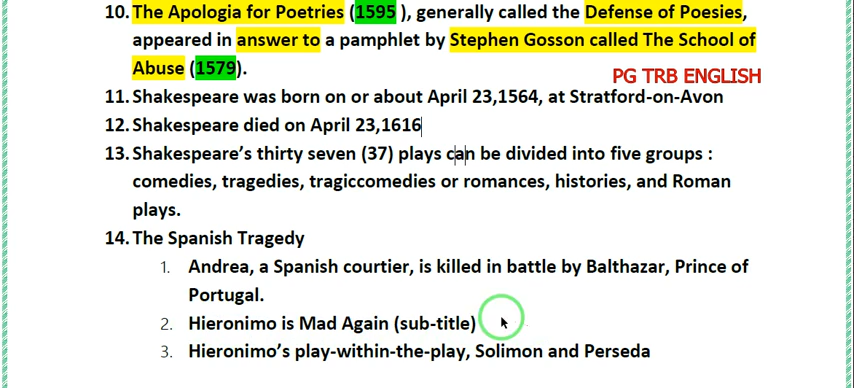 10. The Apologia for Poetries (1595 ), generally called the Defense of Poesies,
appeared in answer to a pamphlet by Stephen Gosson called The School of
Abuse (1579).
PG TRB ENGLISH
11. Shakespeare was born on or about April 23,1564, at Stratford-on-Avon
12. Shakespeare died on April 23,1616
13. Shakespeare’s thirty seven (37) plays can be divided into five groups :
comedies, tragedies, tragiccomedies or romances, histories, and Roman
plays.
14. The Spanish Tragedy
1. Andrea, a Spanish courtier, is killed in battle by Balthazar, Prince of
Portugal.
2. Hieronimo is Mad Again (sub-title)
3. Hieronimo’s play-within-the-play, Solimon and Perseda